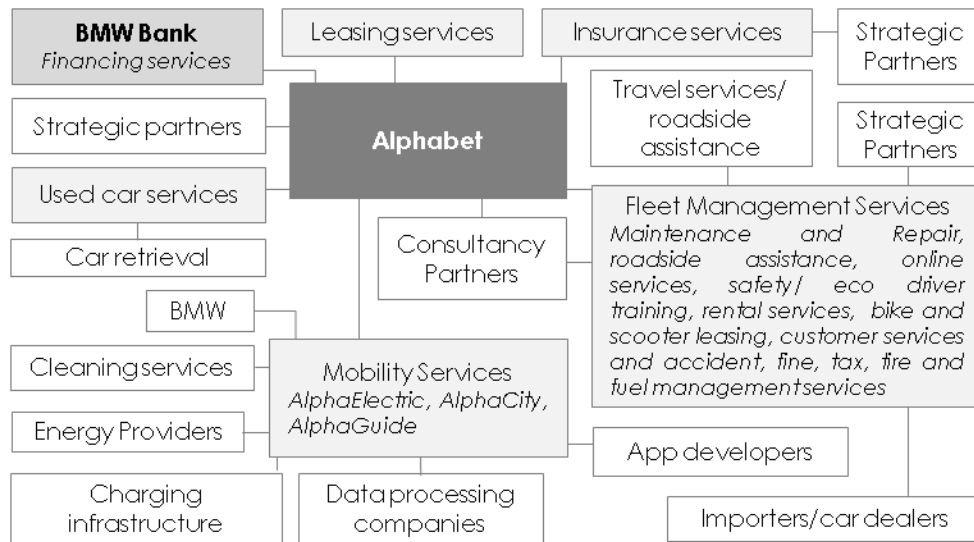 BMW Bank
Financing services
Leasing services
Insurance services
Strategic
Partners
Strategic partners
Alphabet
Travel services/
roadside
assistance
Strategic
Partners
Used car services
Car retrieval
Consultancy
Partners
Fleet Management Services
Maintenance and Repair,
roadside assistance, online
services, safety/ eco driver
training, rental services, bike and
scooter leasing, customer services
and accident, fine, tax, tire and
fuel management services
BMW
Cleaning services
Mobility Services
AlphaElectric, AlphaCity,
AlphaGuide
Energy Providers
App developers
Charging
infrastructure
Data processing
companies
Importers/car dealers